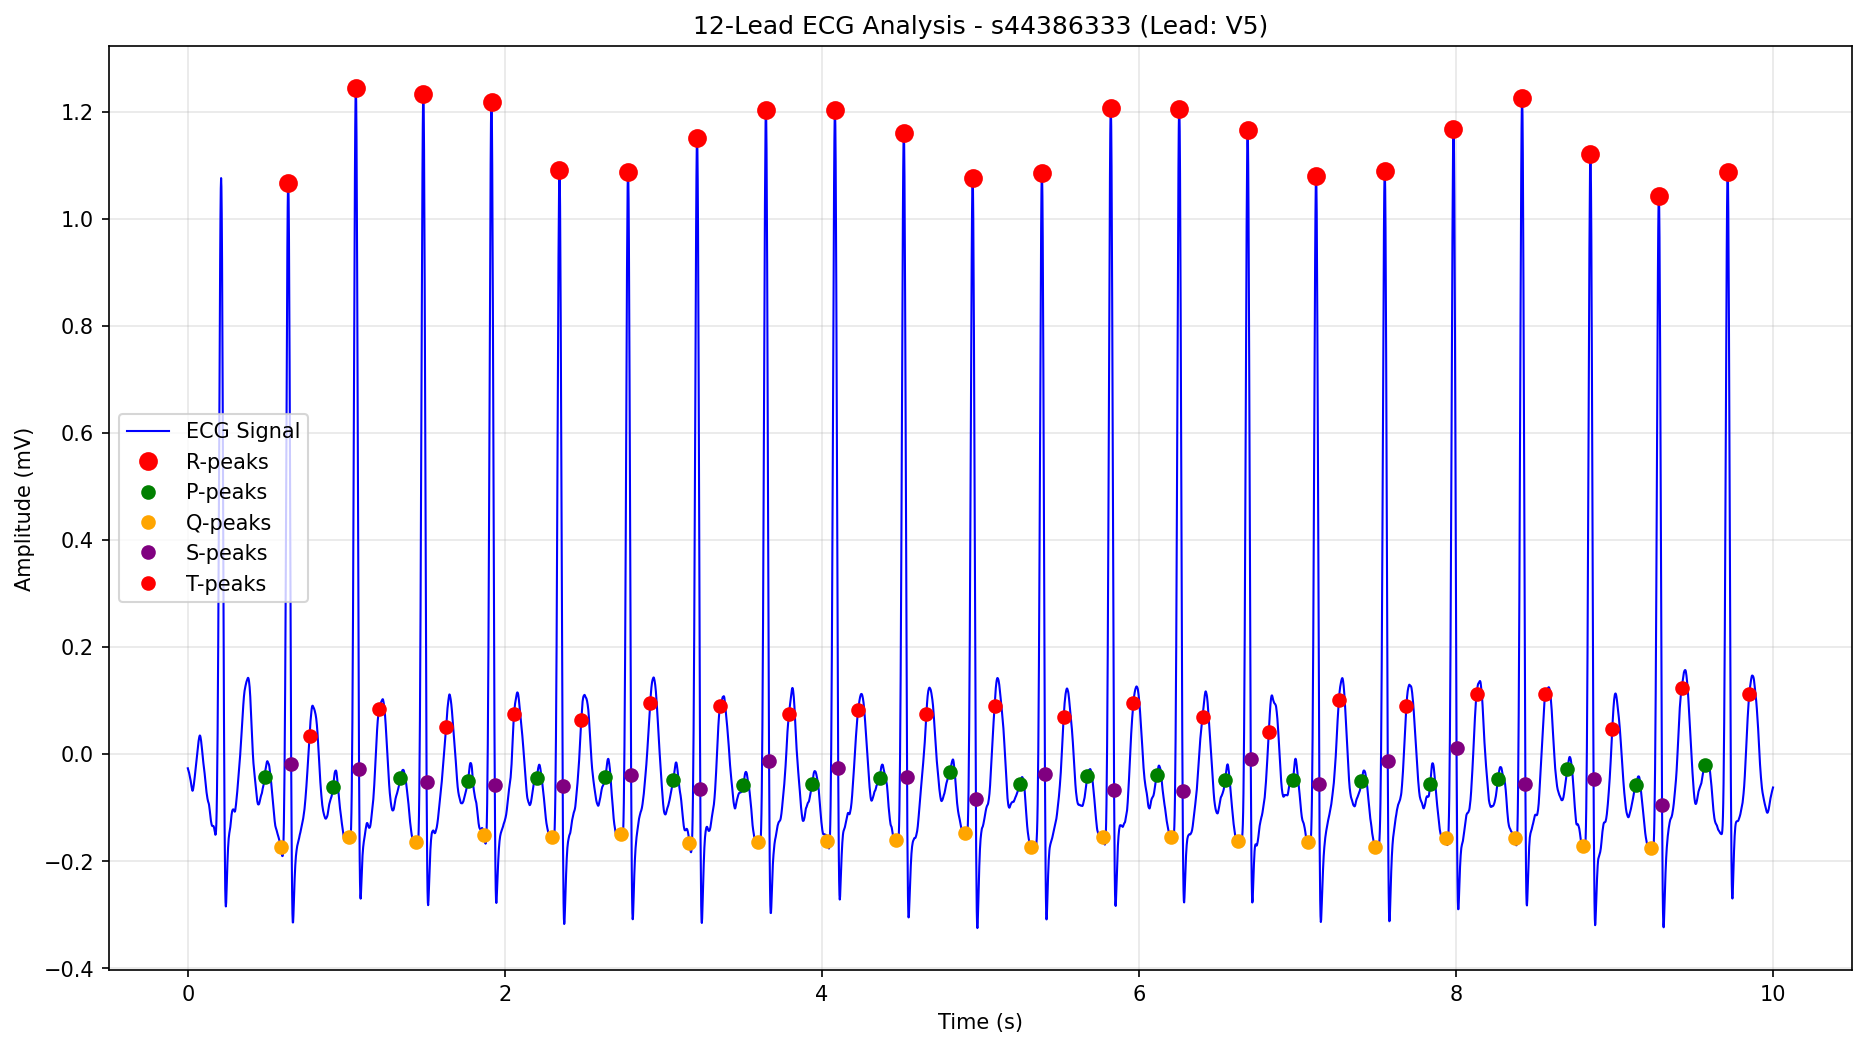 12-Lead ECG Analysis - s44386333 (Lead: V5)
Amplitude (mV)
1.2
1.0
0.8
0.6
0.4
0.2
0.0
−0.2
−0.4
ECG Signal
R-peaks
P-peaks
Q-peaks
S-peaks
T-peaks
0 2 4 6 8 10
Time (s)